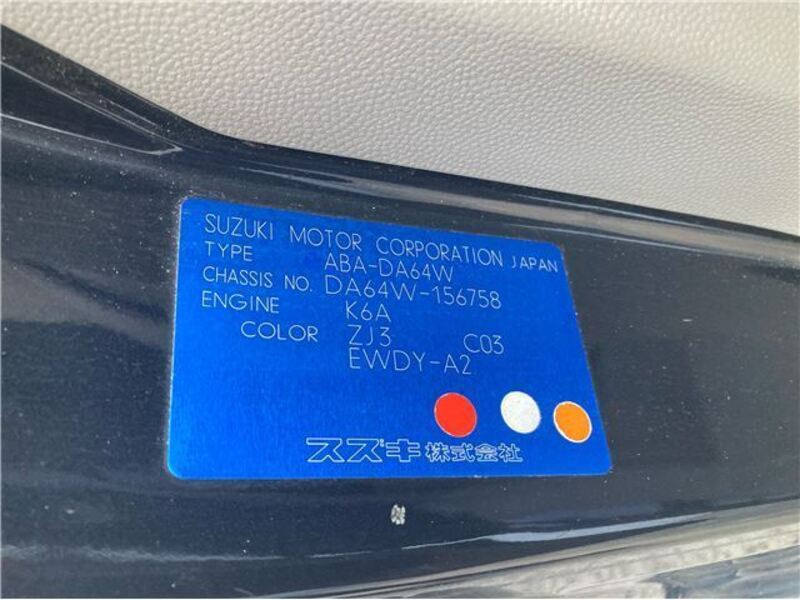 SUZUKI MOTOR CORPORATION JAPAN
TYPE ABA-DA64W
CHASSIS NO. DA64W-156758
ENGINE K6A
COLOR ZJ3 C03
EWDY-A2
スズキ株式会社